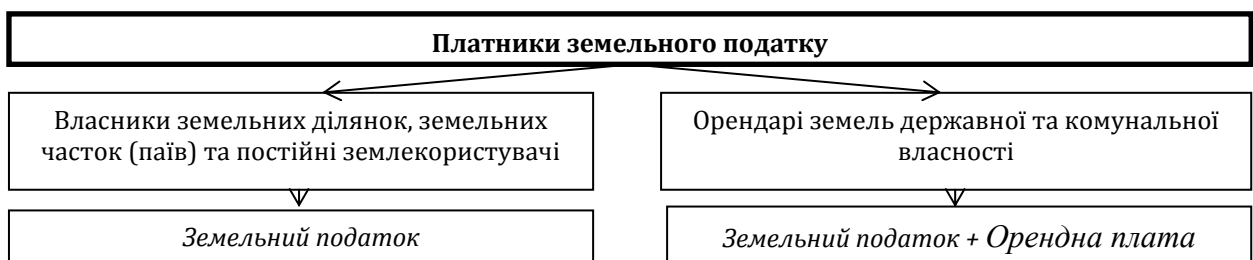 Платники земельного податку
Власники земельних ділянок, земельних
часток (паїв) та постійні землекористувачі
Орендарі земель державної та комунальної
власності
Земельний податок
Земельний податок + Орендна плата